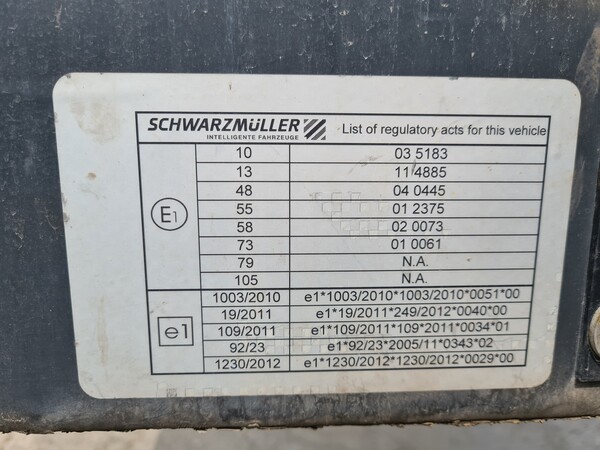 SCHWARZMÜLLER
INTELLIGENTE FAHRZEUGE
List of regulatory acts for this vehicle
E1
10 03 5183
13 11 4885
48 04 0445
55 01 2375
58 02 0073
73 01 0061
79 N.A.
105 N.A.
e1
1003/2010 e1*1003/2010*1003/2010*0051*00
19/2011 e1*19/2011*249/2012*0040*00
109/2011 e1*109/2011*109*2011*0034*01
92/23 e1*92/23*2005/11*0343*02
1230/2012 e1*1230/2012*1230/2012*0029*00